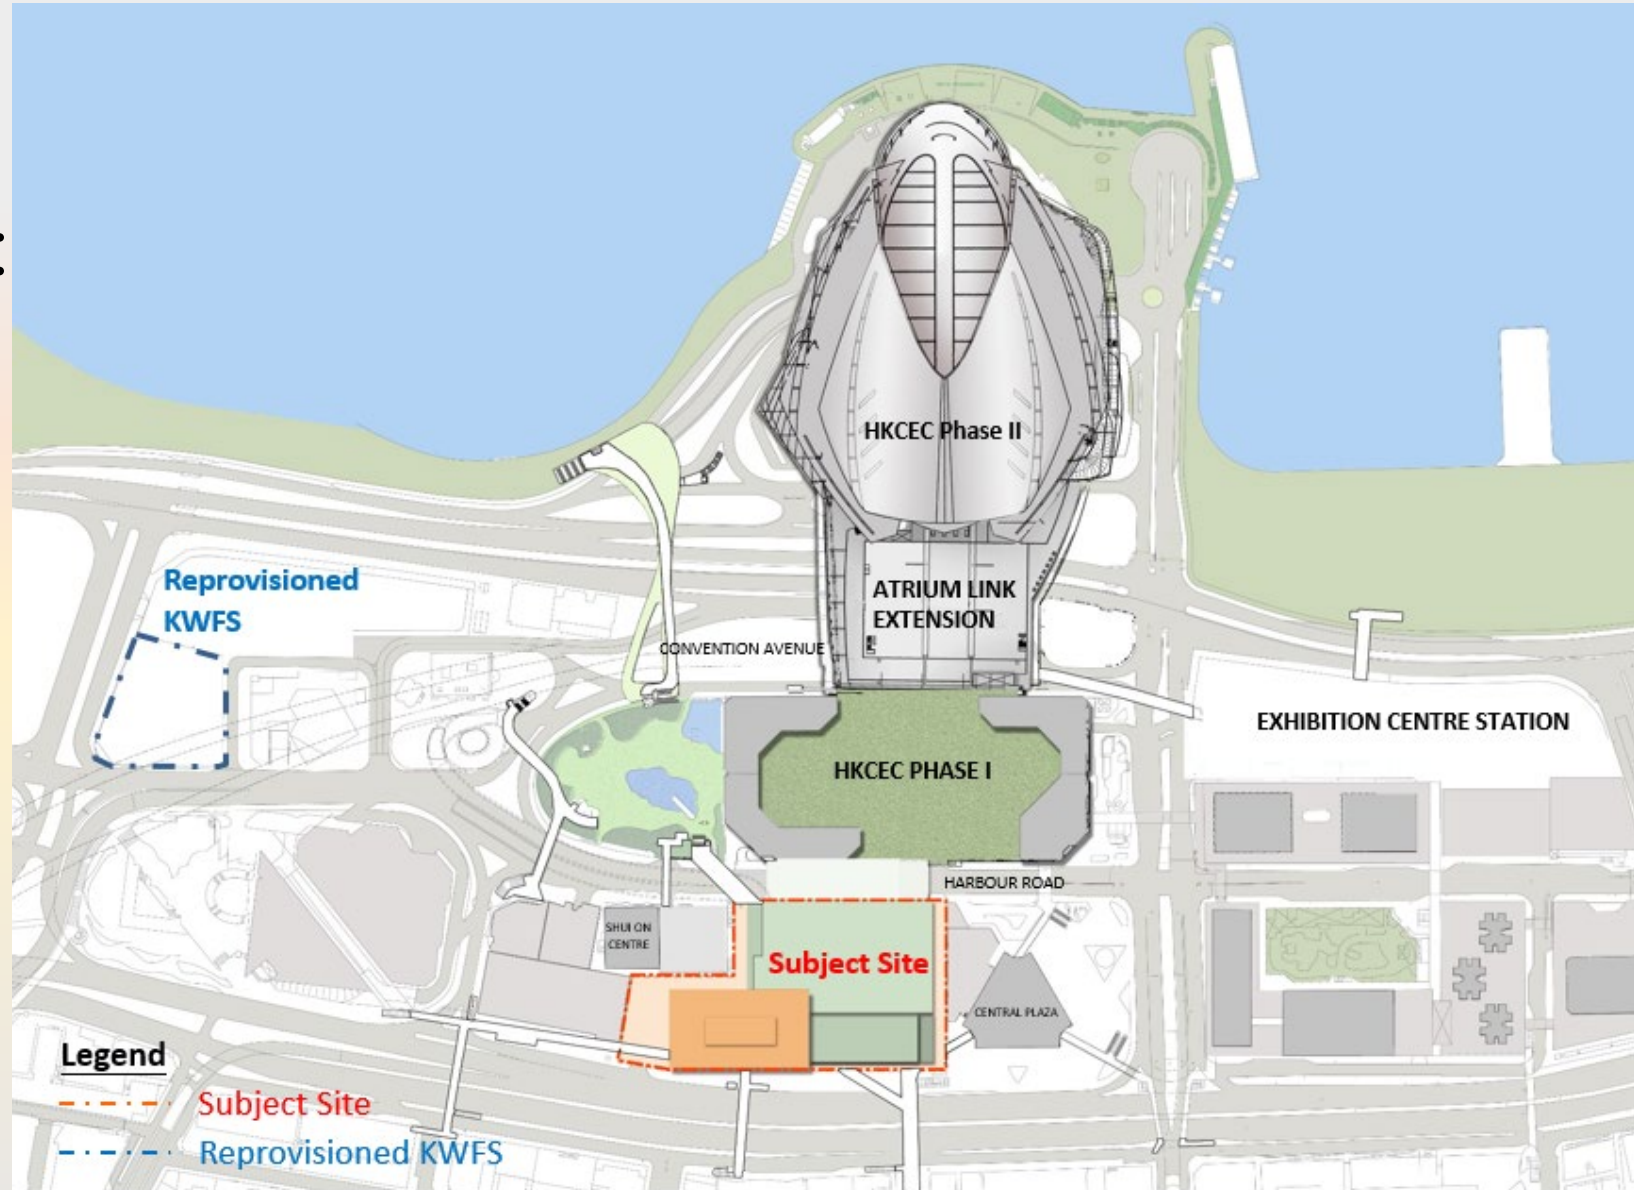 HKCEC Phase II
ATRIUM LINK
EXTENSION
Reprovisioned
KWFS
CONVENTION AVENUE
EXHIBITION CENTRE STATION
HKCEC PHASE I
HARBOUR ROAD
SHUI ON
CENTRE
Subject Site
CENTRAL PLAZA
Legend
Subject Site
Reprovisioned KWFS